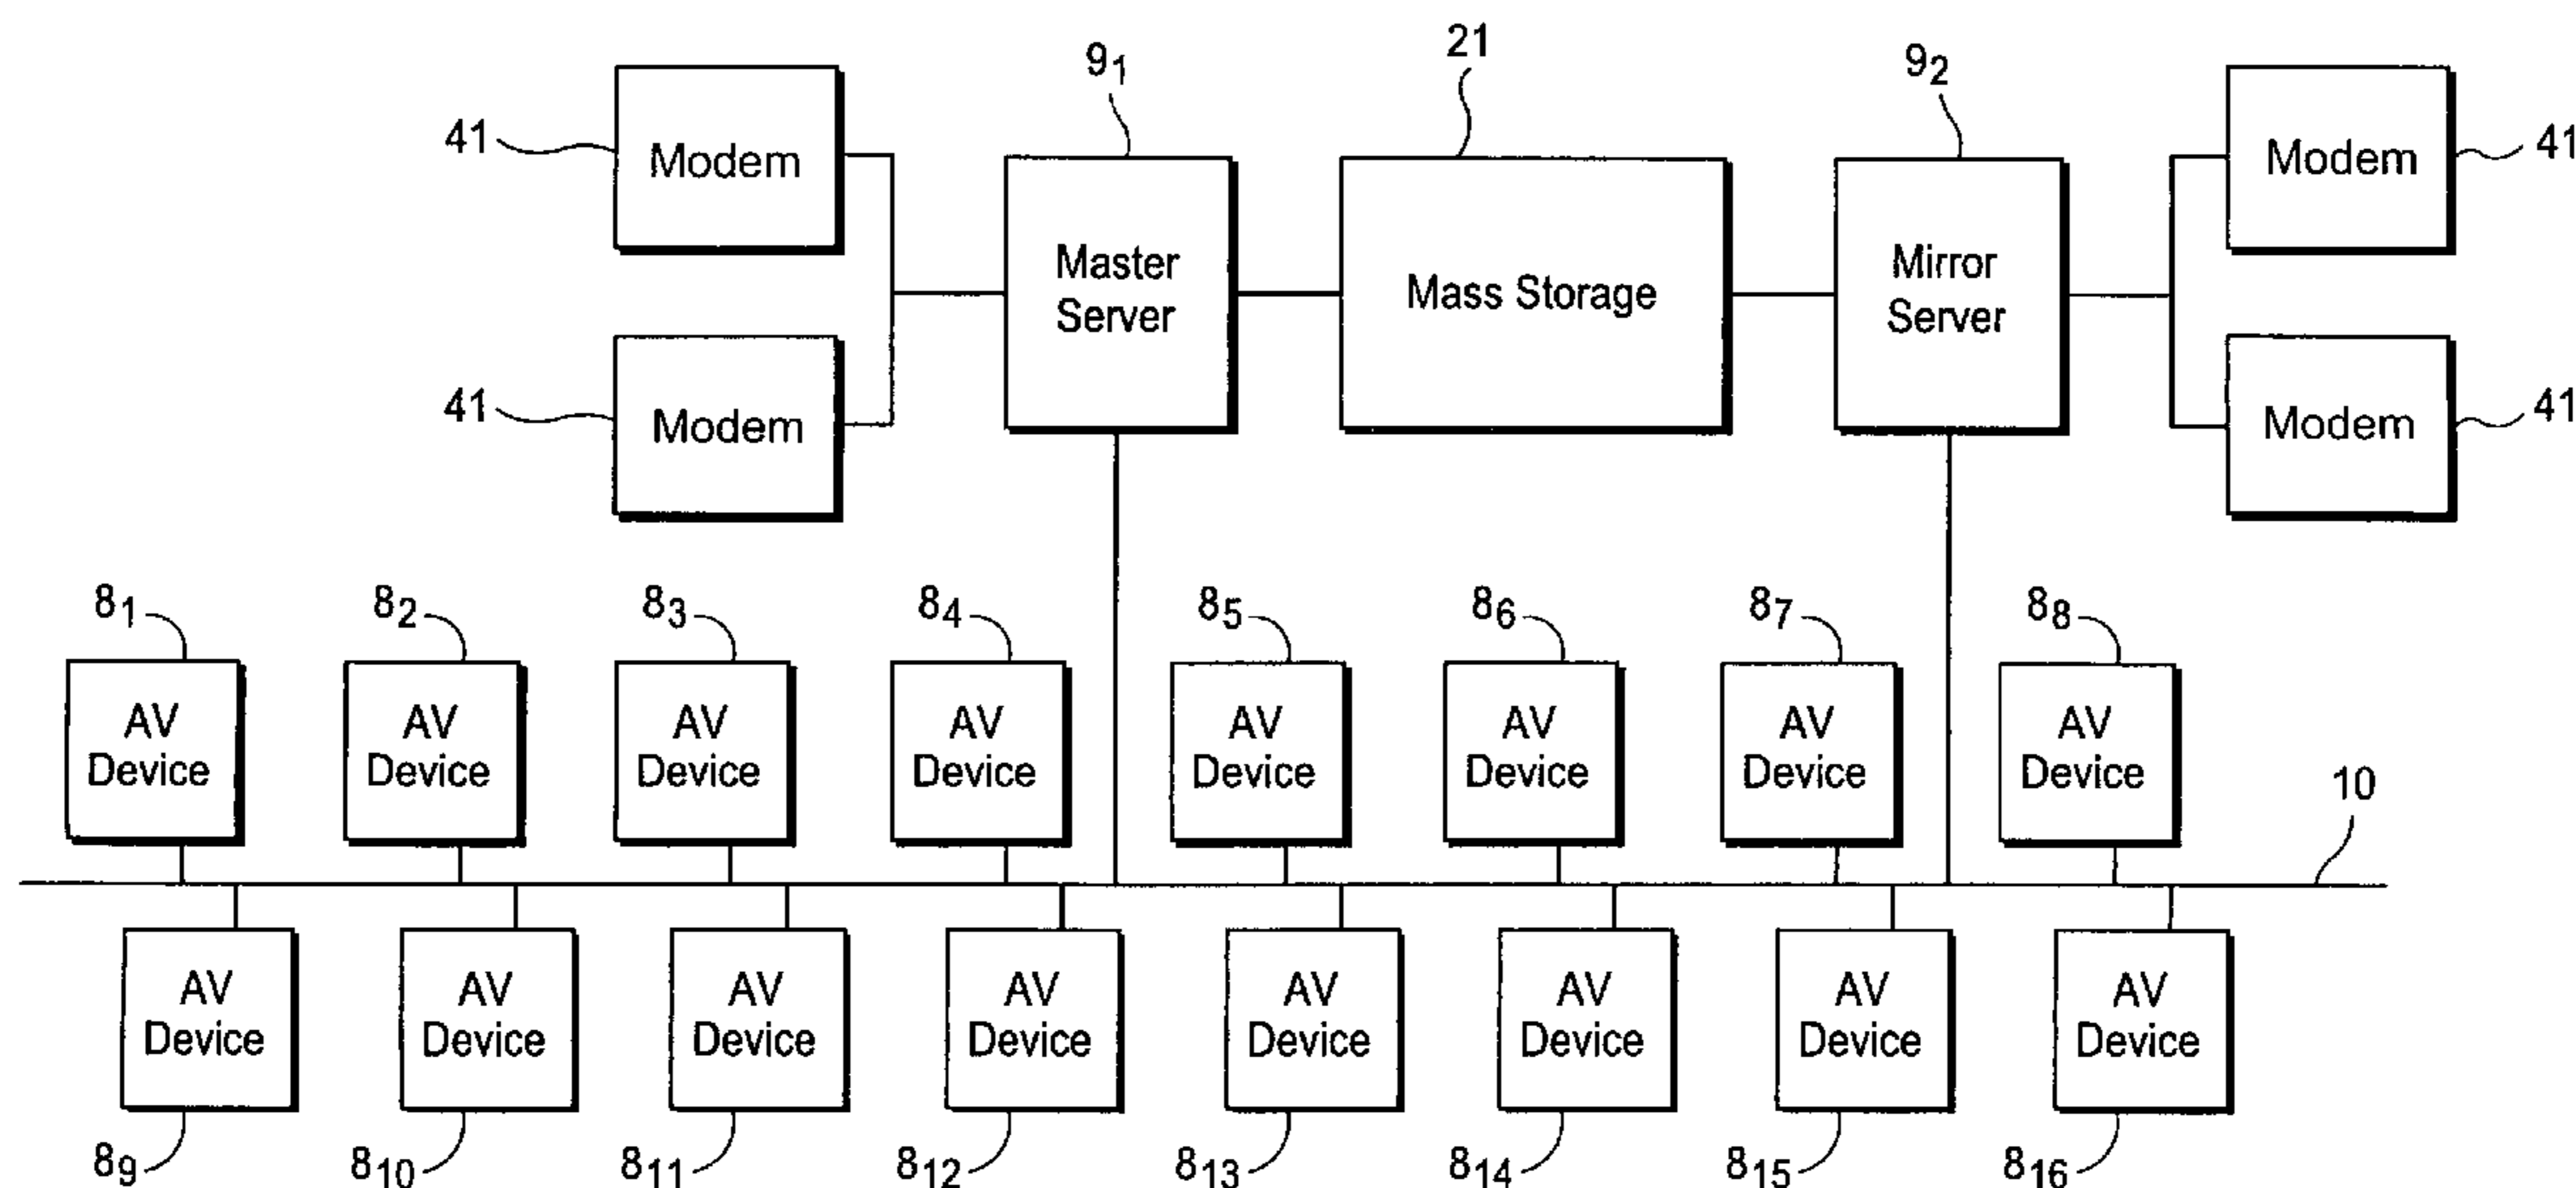 9₁
21
9₂
41
Modem
Master
Server
Mass Storage
Mirror
Server
Modem
41
41
Modem
Modem
41
8₁
8₂
8₃
8₄
8₅
8₆
8₇
8₈
AV
Device
AV
Device
AV
Device
AV
Device
AV
Device
AV
Device
AV
Device
AV
Device
10
AV
Device
AV
Device
AV
Device
AV
Device
AV
Device
AV
Device
AV
Device
AV
Device
8₉
8₁₀
8₁₁
8₁₂
8₁₃
8₁₄
8₁₅
8₁₆